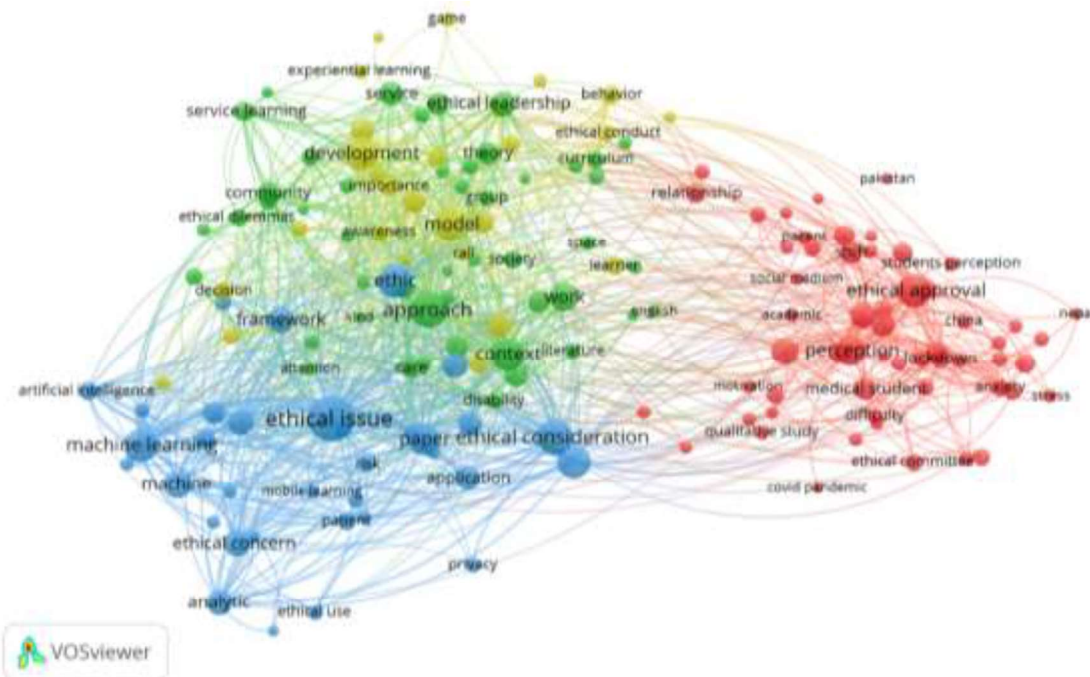 game
experiential learning
service
behavior
ethical leadership
service learning
ethical conduct
development
theory
curriculum
pakistan
importance
community
group
relationship
ethical dilemmas
model
awareness
parent
space
call
society
learner
students perception
social medium
ethic
decision
ethical approval
work
approach
english
academic
china
framework
context
literature
perception
lockdown
attention
care
artificial intelligence
motivation
medical student
anxiety
stress
disability
ethical issue
difficulty
qualitative study
paper
ethical consideration
machine learning
ethical committee
application
machine
mobile learning
covid pandemic
patient
ethical concern
privacy
analytic
ethical use
VOSviewer